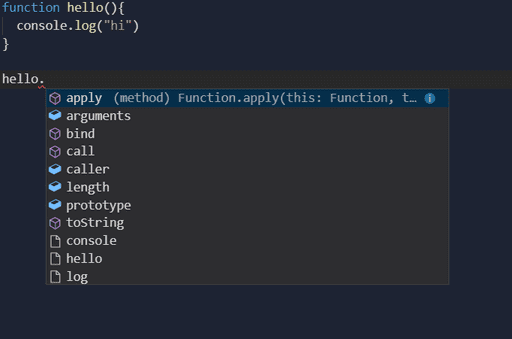 function hello(){
  console.log("hi")
}
hello.
apply (method) Function.apply(this: Function, t...
arguments
bind
call
caller
length
prototype
toString
console
hello
log